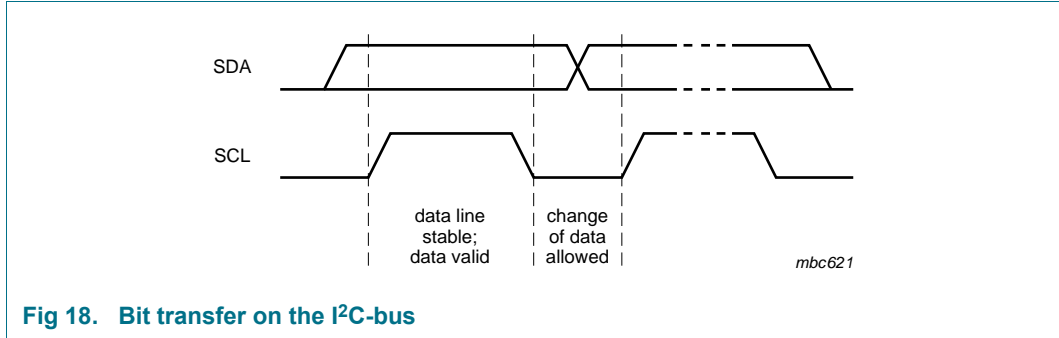 SDA
SCL
data line
stable;
data valid
change
of data
allowed
mbc621
Fig 18. Bit transfer on the I²C-bus